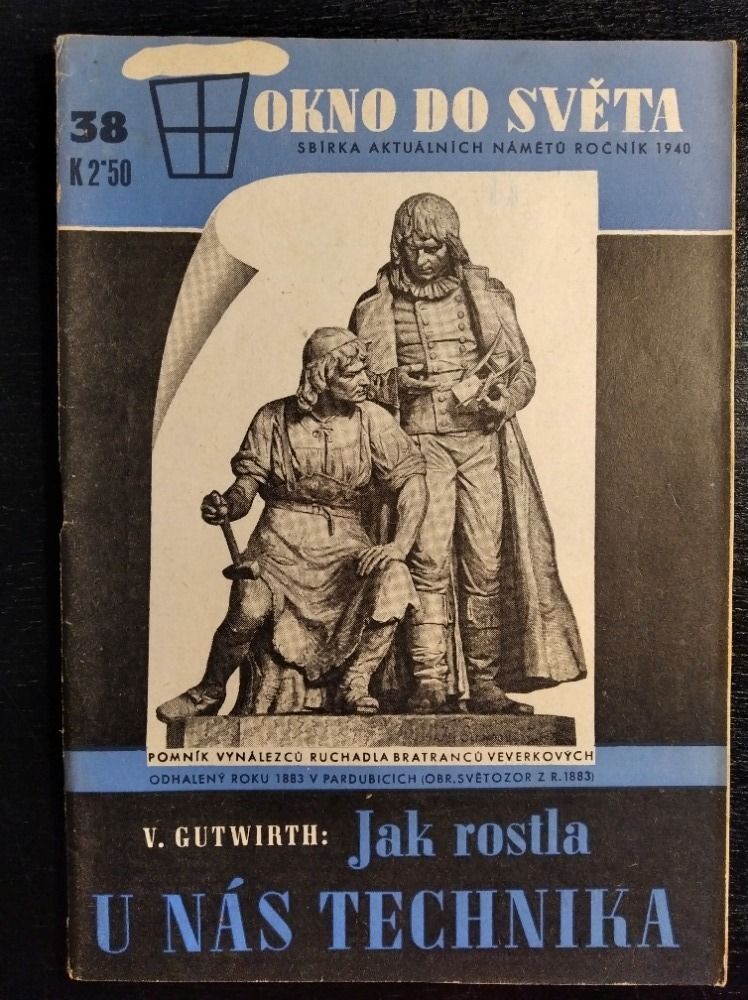 38
K 2·50
OKNO DO SVĚTA
SBÍRKA AKTUÁLNÍCH NÁMĚTŮ ROČNÍK 1940
POMNÍK VYNÁLEZCŮ RUCHADLA BRATRANCŮ VEVERKOVÝCH
ODHALENÝ ROKU 1883 V PARDUBICÍCH (OBR. SVĚTOZOR Z R. 1883)
V. GUTWIRTH: Jak rostla
U NÁS TECHNIKA